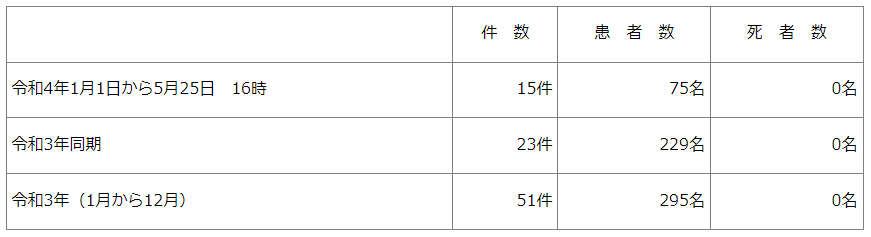 件　数　患　者　数　死　者　数
令和4年1月1日から5月25日　16時　15件　75名　0名
令和3年同期　23件　229名　0名
令和3年（1月から12月）　51件　295名　0名